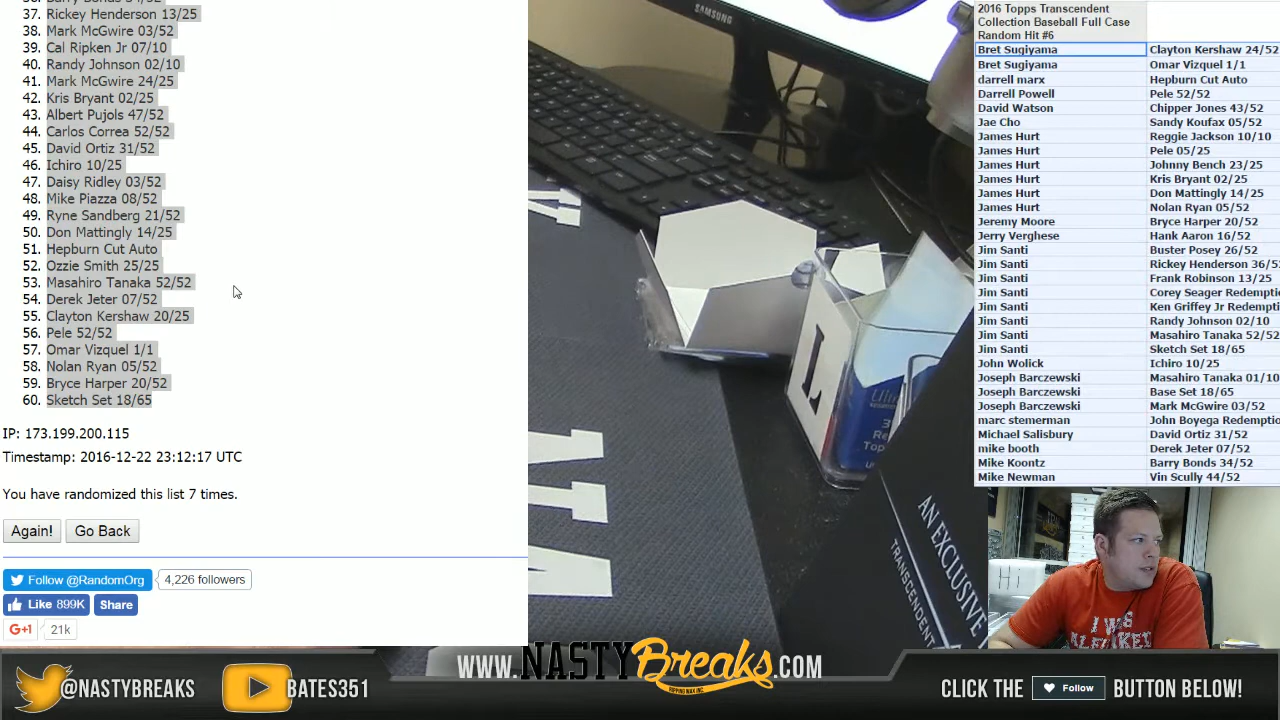 37. Rickey Henderson 13/25
38. Mark McGwire 03/52
39. Cal Ripken Jr 07/10
40. Randy Johnson 02/10
41. Mark McGwire 24/25
42. Kris Bryant 02/25
43. Albert Pujols 47/52
44. Carlos Correa 52/52
45. David Ortiz 31/52
46. Ichiro 10/25
47. Daisy Ridley 03/52
48. Mike Piazza 08/52
49. Ryne Sandberg 21/52
50. Don Mattingly 14/25
51. Hepburn Cut Auto
52. Ozzie Smith 25/25
53. Masahiro Tanaka 52/52
54. Derek Jeter 07/52
55. Clayton Kershaw 20/25
56. Pele 52/52
57. Omar Vizquel 1/1
58. Nolan Ryan 05/52
59. Bryce Harper 20/52
60. Sketch Set 18/65
IP: 173.199.200.115
Timestamp: 2016-12-22 23:12:17 UTC
You have randomized this list 7 times.
Again! Go Back
Follow @RandomOrg 4,226 followers
Like 899K Share
G+1 21k
SAMSUNG
L
AN EXCLUSIVE
TRANSCENDENT
2016 Topps Transcendent
Collection Baseball Full Case
Random Hit #6
Bret Sugiyama Clayton Kershaw 24/52
Bret Sugiyama Omar Vizquel 1/1
darrell marx Hepburn Cut Auto
Darrell Powell Pele 52/52
David Watson Chipper Jones 43/52
Jae Cho Sandy Koufax 05/52
James Hurt Reggie Jackson 10/10
James Hurt Pele 05/25
James Hurt Johnny Bench 23/25
James Hurt Kris Bryant 02/25
James Hurt Don Mattingly 14/25
James Hurt Nolan Ryan 05/52
Jeremy Moore Bryce Harper 20/52
Jerry Verghese Hank Aaron 16/52
Jim Santi Buster Posey 26/52
Jim Santi Rickey Henderson 36/5
Jim Santi Frank Robinson 13/25
Jim Santi Corey Seager Redempti
Jim Santi Ken Griffey Jr Redempti
Jim Santi Randy Johnson 02/10
Jim Santi Masahiro Tanaka 52/52
Jim Santi Sketch Set 18/65
John Wolick Ichiro 10/25
Joseph Barczewski Masahiro Tanaka 01/10
Joseph Barczewski Base Set 18/65
Joseph Barczewski Mark McGwire 03/52
marc stemerman John Boyega Redemptio
Michael Salisbury David Ortiz 31/52
mike booth Derek Jeter 07/52
Mike Koontz Barry Bonds 34/52
Mike Newman Vin Scully 44/52
I WAS
@NASTYBREAKS
BATES351
WWW.NASTYBreaks.COM
CLICK THE Follow BUTTON BELOW!